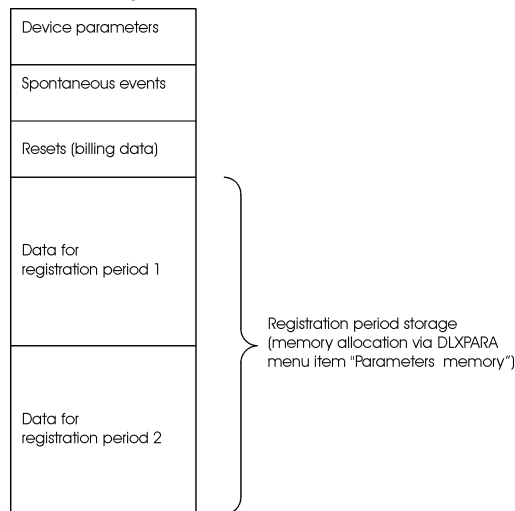 Device parameters
Spontaneous events
Resets (billing data)
Data for
registration period 1
Registration period storage
(memory allocation via DLXPARA
menu item "Parameters memory”)
Data for
registration period 2